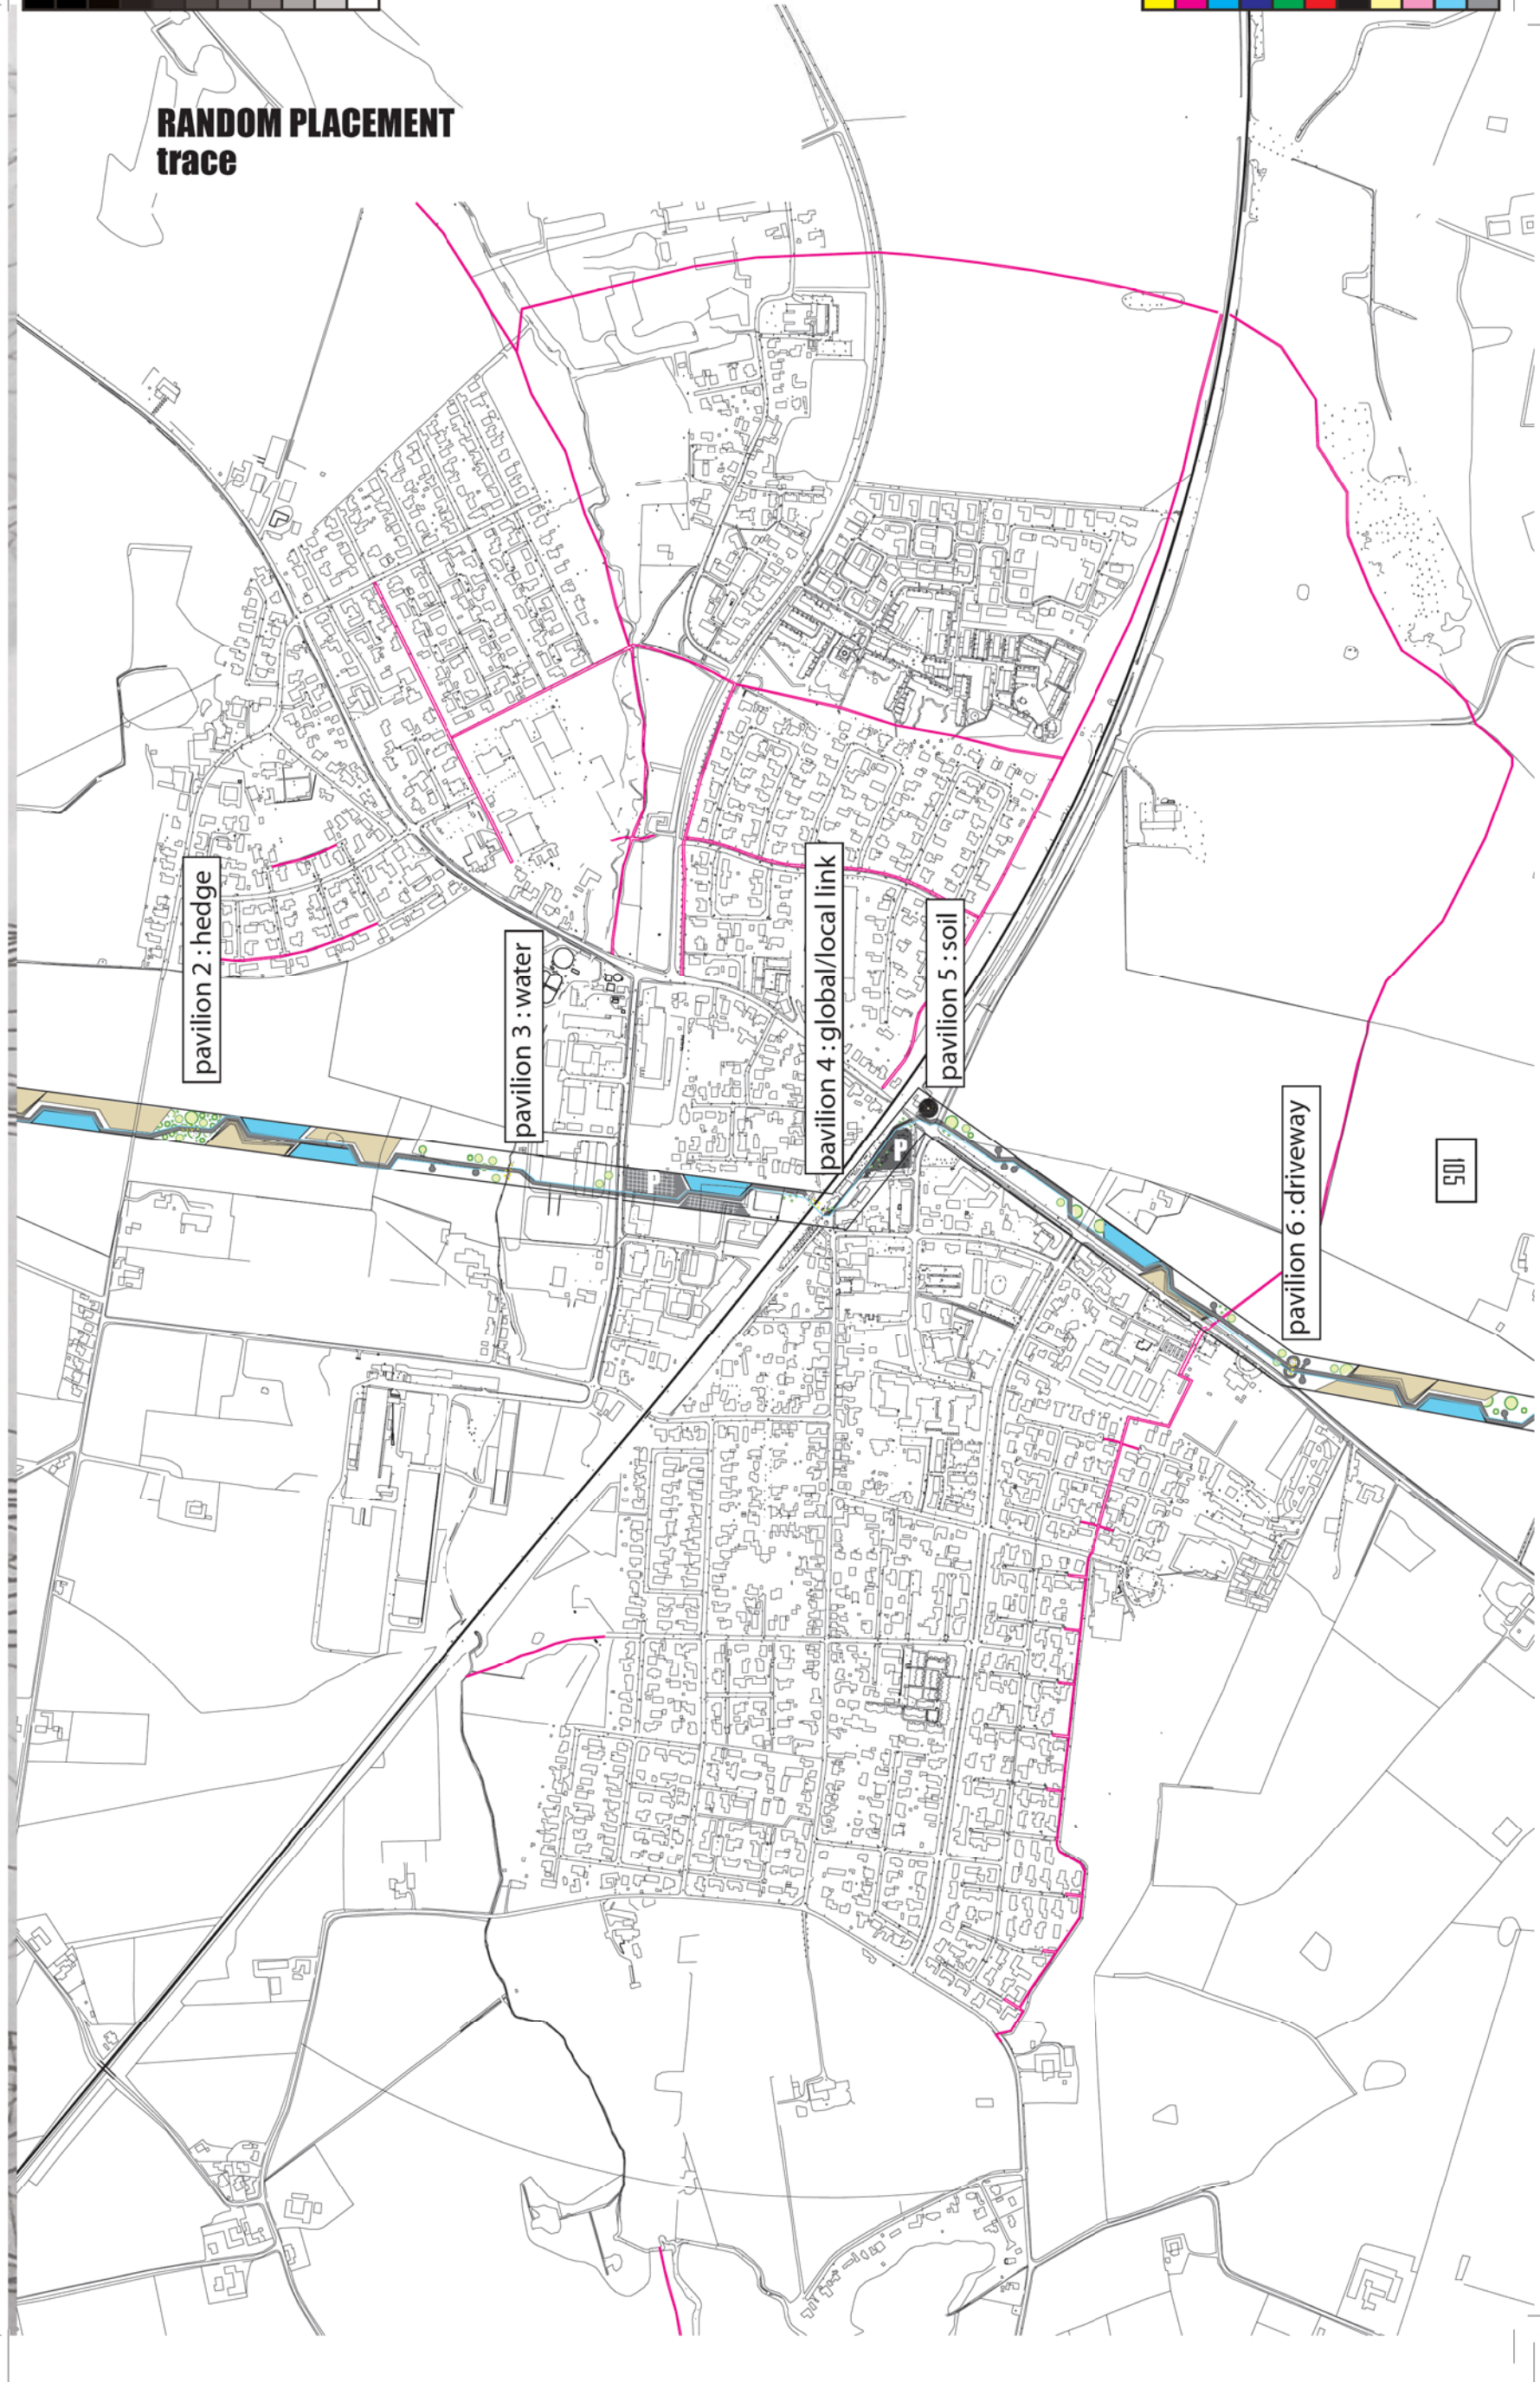 RANDOM PLACEMENT
trace
pavilion 2 : hedge
pavilion 3 : water
pavilion 4 : global/local link
pavilion 5 : soil
pavilion 6 : driveway
P
P
105